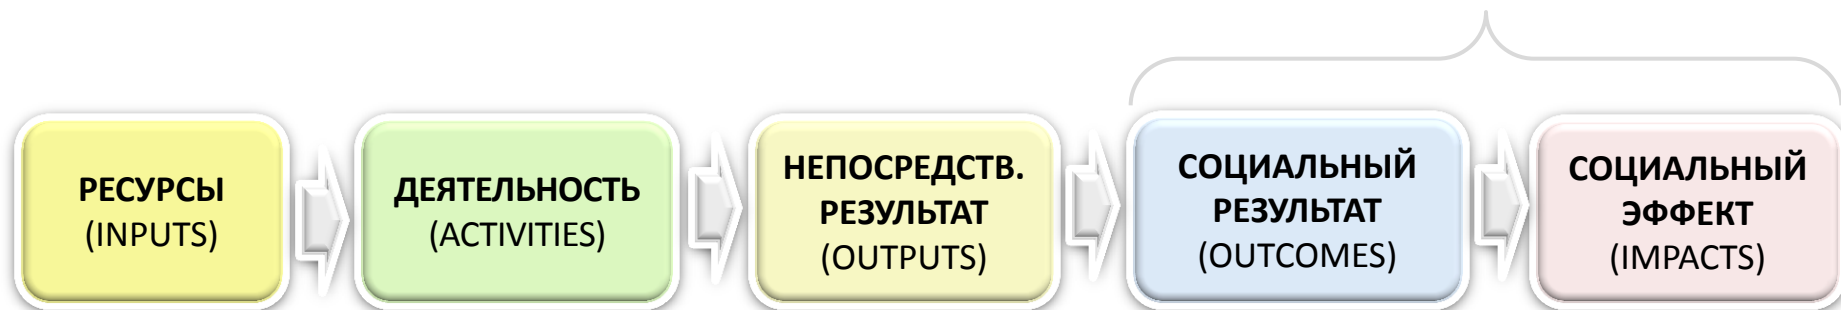 РЕСУРСЫ
(INPUTS)
ДЕЯТЕЛЬНОСТЬ
(ACTIVITIES)
НЕПОСРЕДСТВ.
РЕЗУЛЬТАТ
(OUTPUTS)
СОЦИАЛЬНЫЙ
РЕЗУЛЬТАТ
(OUTCOMES)
СОЦИАЛЬНЫЙ
ЭФФЕКТ
(IMPACTS)